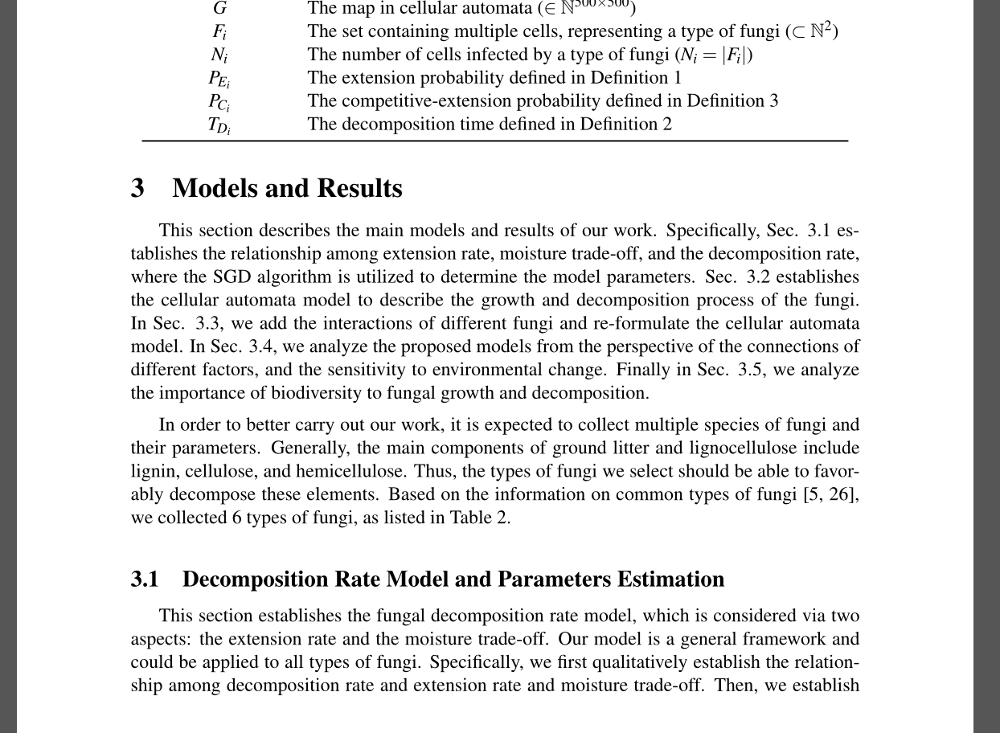 G The map in cellular automata (∈ ℕ^{500×500})
F_i The set containing multiple cells, representing a type of fungi (⊂ ℕ²)
N_i The number of cells infected by a type of fungi (N_i = |F_i|)
P_{E_i} The extension probability defined in Definition 1
P_{C_i} The competitive-extension probability defined in Definition 3
T_{D_i} The decomposition time defined in Definition 2
3 Models and Results
This section describes the main models and results of our work. Specifically, Sec. 3.1 es-
tablishes the relationship among extension rate, moisture trade-off, and the decomposition rate,
where the SGD algorithm is utilized to determine the model parameters. Sec. 3.2 establishes
the cellular automata model to describe the growth and decomposition process of the fungi.
In Sec. 3.3, we add the interactions of different fungi and re-formulate the cellular automata
model. In Sec. 3.4, we analyze the proposed models from the perspective of the connections of
different factors, and the sensitivity to environmental change. Finally in Sec. 3.5, we analyze
the importance of biodiversity to fungal growth and decomposition.
In order to better carry out our work, it is expected to collect multiple species of fungi and
their parameters. Generally, the main components of ground litter and lignocellulose include
lignin, cellulose, and hemicellulose. Thus, the types of fungi we select should be able to favor-
ably decompose these elements. Based on the information on common types of fungi [5, 26],
we collected 6 types of fungi, as listed in Table 2.
3.1 Decomposition Rate Model and Parameters Estimation
This section establishes the fungal decomposition rate model, which is considered via two
aspects: the extension rate and the moisture trade-off. Our model is a general framework and
could be applied to all types of fungi. Specifically, we first qualitatively establish the relation-
ship among decomposition rate and extension rate and moisture trade-off. Then, we establish